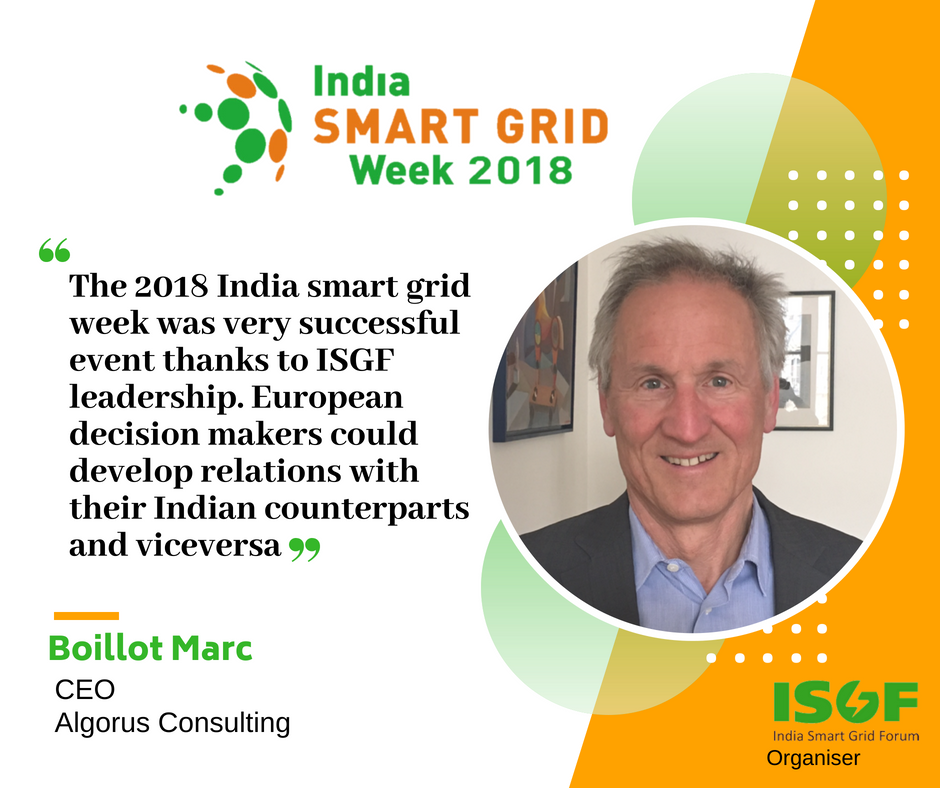 India
SMART GRID
Week 2018
“
The 2018 India smart grid
week was very successful
event thanks to ISGF
leadership. European
decision makers could
develop relations with
their Indian counterparts
and viceversa ”
Boillot Marc
CEO
Algorus Consulting
ISGF
India Smart Grid Forum
Organiser